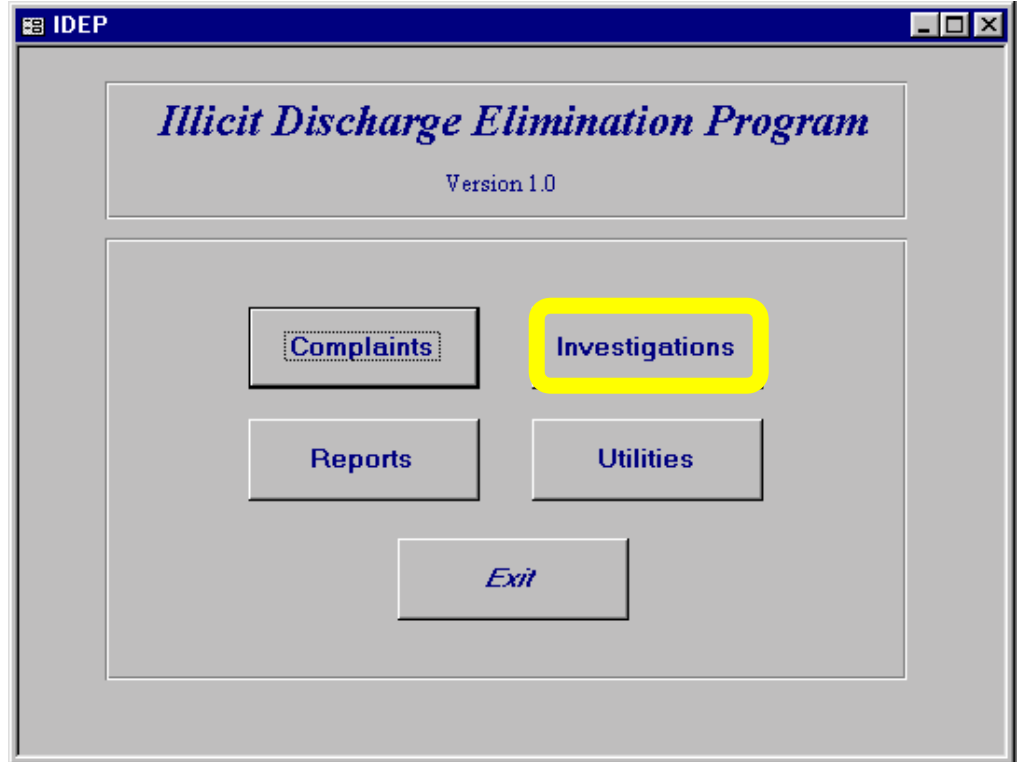 IDEP
Illicit Discharge Elimination Program
Version 1.0
Complaints
Investigations
Reports
Utilities
Exit